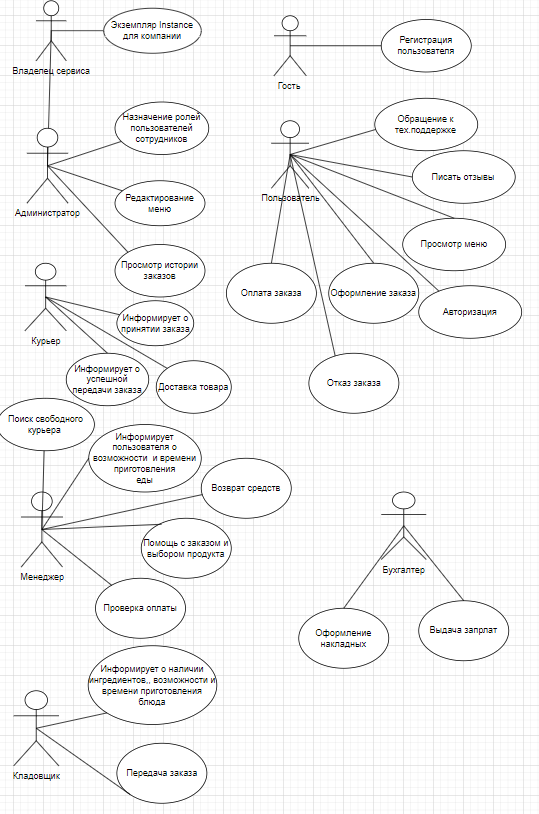 Экземпляр Instance
для компании
Владелец сервиса
Регистрация
пользователя
Гость
Назначение ролей
пользователей
сотрудников
Редактирование
меню
Администратор
Просмотр истории
заказов
Обращение к
тех.поддержке
Писать отзывы
Пользователь
Просмотр меню
Оплата заказа
Оформление заказа
Авторизация
Отказ заказа
Информирует о
принятии заказа
Курьер
Информирует о
успешной
передачи заказа
Доставка товара
Поиск свободного
курьера
Информирует
пользователя о
возможности и времени
приготовления
еды
Возврат средств
Помощь с заказом и
выбором продукта
Менеджер
Проверка оплаты
Бухгалтер
Оформление
накладных
Выдача запрлат
Информирует о наличии
ингредиентов,, возможности и
времени приготовления
блюда
Кладовщик
Передача заказа